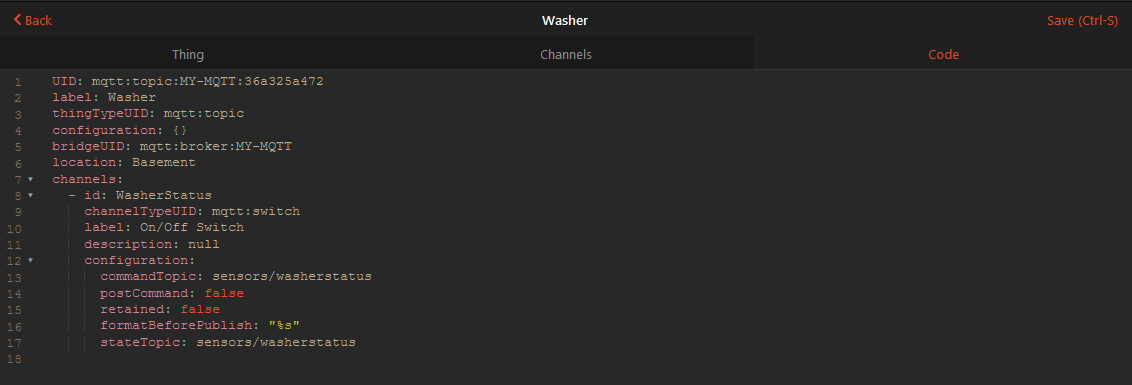 Back
Washer
Save (Ctrl-S)
Thing
Channels
Code
1 UID: mqtt:topic:MY-MQTT:36a325a472
2 label: Washer
3 thingTypeUID: mqtt:topic
4 configuration: {}
5 bridgeUID: mqtt:broker:MY-MQTT
6 location: Basement
7 channels:
8 - id: WasherStatus
9 channelTypeUID: mqtt:switch
10 label: On/Off Switch
11 description: null
12 configuration:
13 commandTopic: sensors/washerstatus
14 postCommand: false
15 retained: false
16 formatBeforePublish: "%s"
17 stateTopic: sensors/washerstatus
18